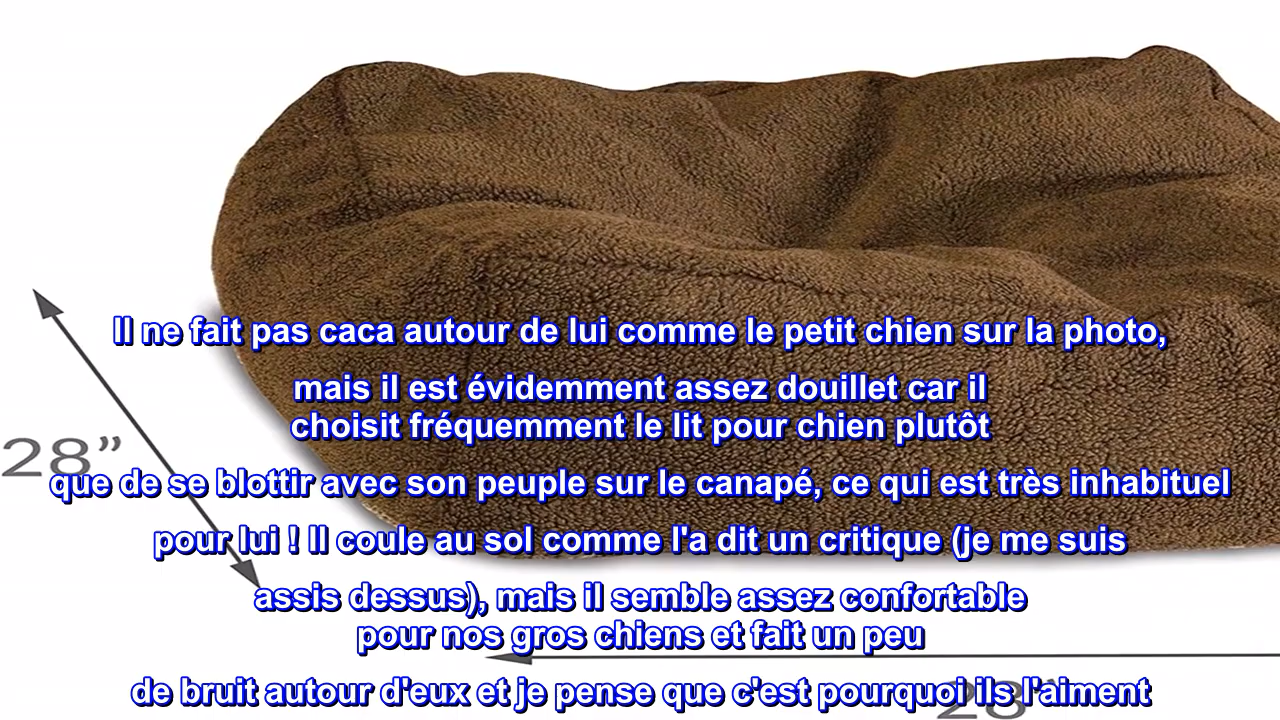 Il ne fait pas caca autour de lui comme le petit chien sur la photo,
mais il est évidemment assez douillet car il
choisit fréquemment le lit pour chien plutôt
28”
que de se blottir avec son peuple sur le canapé, ce qui est très inhabituel
pour lui ! Il coule au sol comme l'a dit un critique (je me suis
assis dessus), mais il semble assez confortable
pour nos gros chiens et fait un peu
de bruit autour d'eux et je pense que c'est pourquoi ils l'aiment
28”